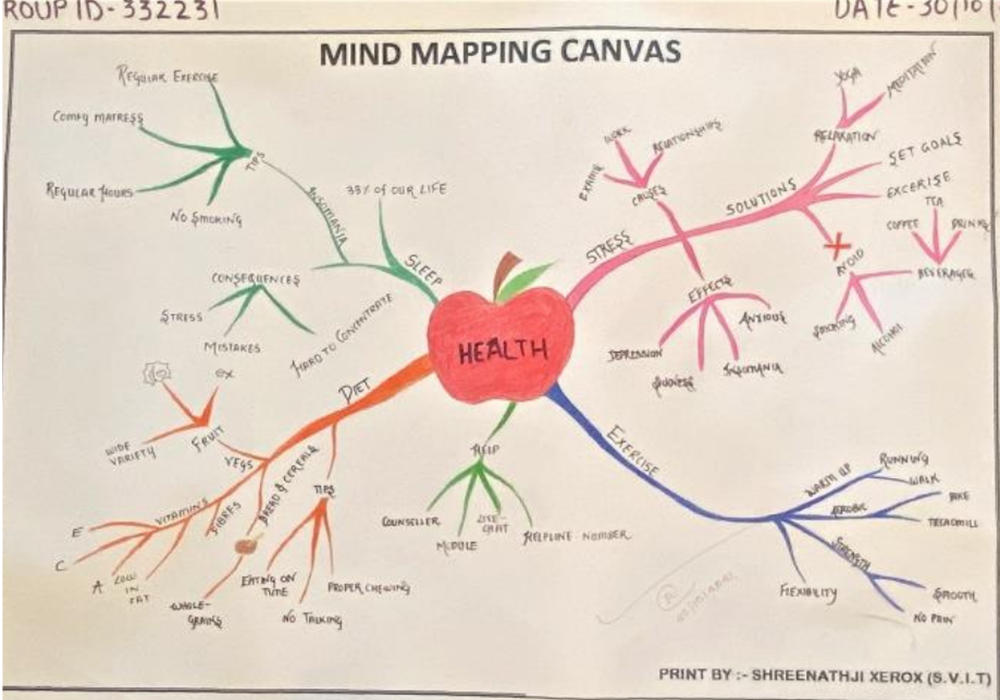 ROUP ID-332231
DATE-30/10/
MIND MAPPING CANVAS
REGULAR EXERCISE
COMFY MATRESS
REGULAR HOURS
NO SMOKING
TIPS
INSOMANIA
33% OF OUR LIFE
SLEEP
CONSEQUENCES
STRESS
MISTAKES
HARD TO CONCENTRATE
WORK
RELATIONSHIPS
EXAMS
CAUSES
STRESS
SOLUTIONS
YOGA
MEDITATION
RELAXATION
SET GOALS
EXCERISE
TEA
COFFEE
DRINKS
AVOID
BEVERAGES
SMOKING
ALCOHOL
EFFECTS
ANXIOUS
DEPRESSION
INSOMANIA
HEALTH
DIET
EX
WIDE
VARIETY
FRUIT
VEGS
BREAD & CEREALS
VITAMINS
FIBRES
TIPS
E
C
A
LOW
IN
FAT
WHOLE-
GRAINS
EATING ON
TIME
NO TALKING
PROPER CHEWING
HELP
COUNSELLER
MODULE
LIVE-
CHAT
HELPLINE NUMBER
EXERCISE
WARM UP
RUNNING
WALK
AEROBIC
BIKE
TREADMILL
STRENGTH
FLEXIBILITY
SMOOTH
NO PAIN
PRINT BY :- SHREENATHJI XEROX (S.V.I.T)